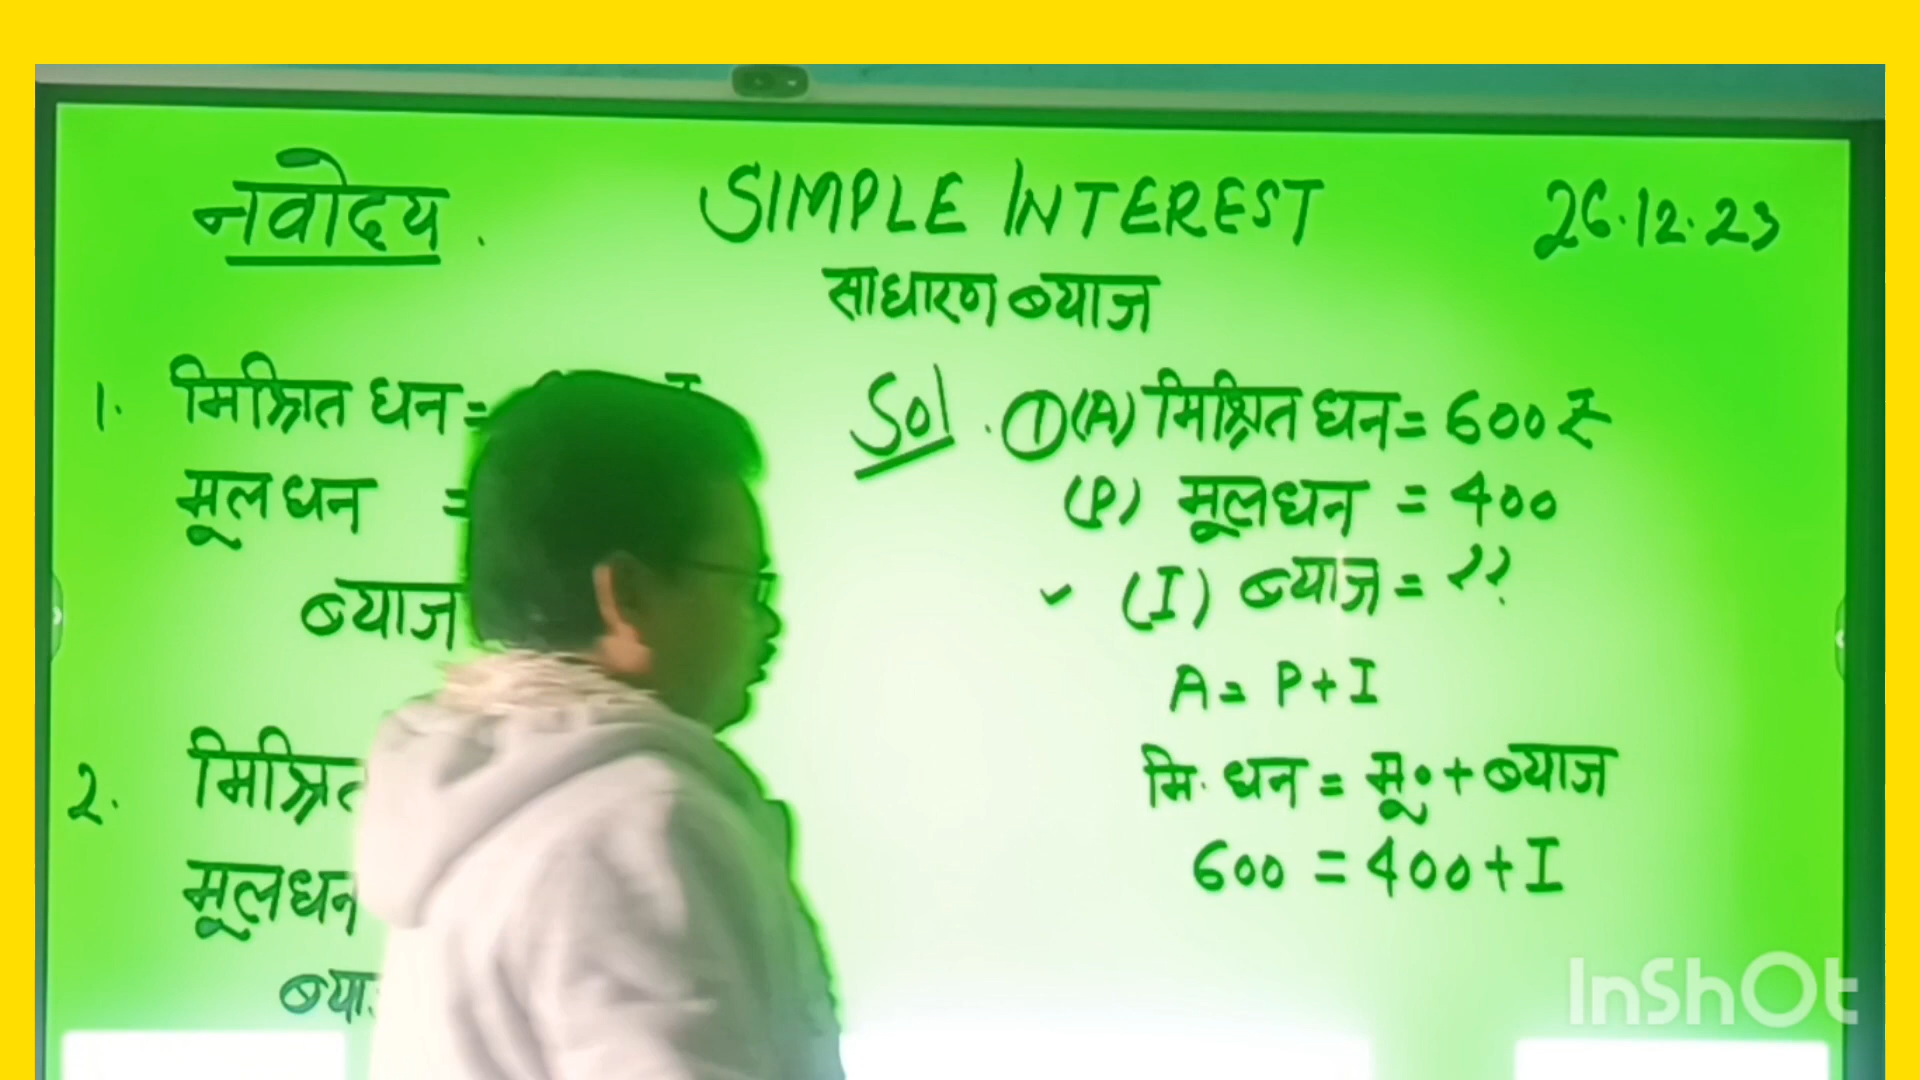 नवोदय. SIMPLE INTEREST 26.12.23
साधारण ब्याज
1. मिश्रित धन =
मूलधन =
ब्याज
2. मिश्रित
मूलधन
Sol. ① (A) मिश्रित धन = 600 ₹
(P) मूलधन = 400
✓ (I) ब्याज = ??
A = P + I
मि. धन = मू० + ब्याज
600 = 400 + I
InShOt